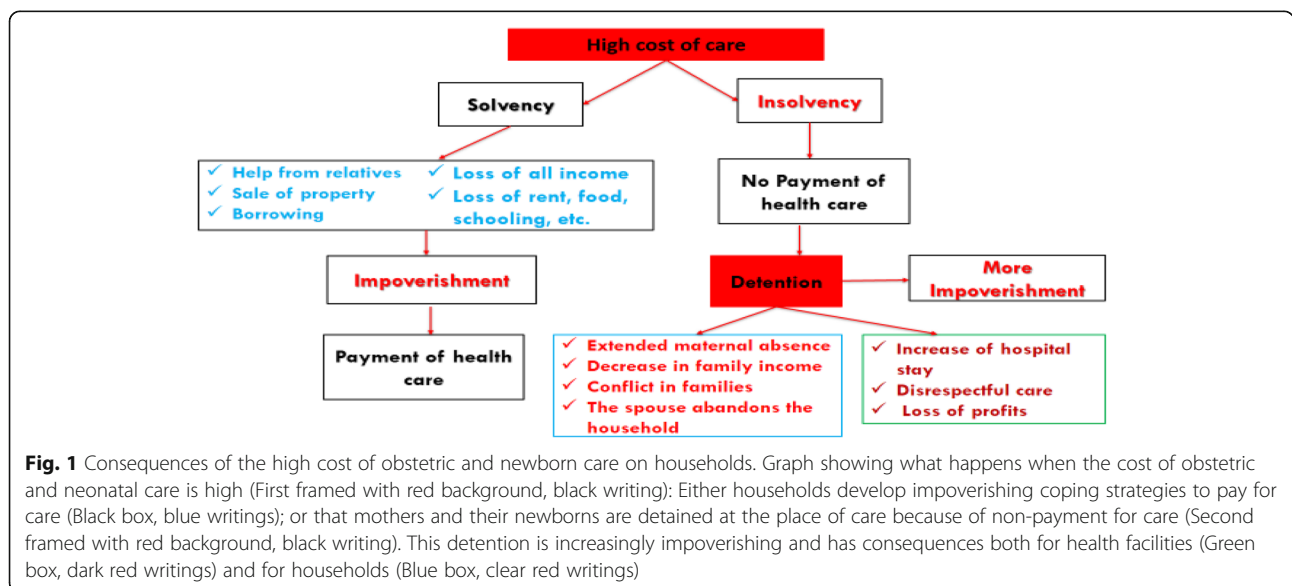 High cost of care
Solvency
Insolvency
✓ Help from relatives
✓ Sale of property
✓ Borrowing
✓ Loss of all income
✓ Loss of rent, food,
schooling, etc.
No Payment of
health care
Impoverishment
Detention
More
Impoverishment
Payment of health
care
✓ Extended maternal absence
✓ Decrease in family income
✓ Conflict in families
✓ The spouse abandons the
household
✓ Increase of hospital
stay
✓ Disrespectful care
✓ Loss of profits
Fig. 1 Consequences of the high cost of obstetric and newborn care on households. Graph showing what happens when the cost of obstetric
and neonatal care is high (First framed with red background, black writing): Either households develop impoverishing coping strategies to pay for
care (Black box, blue writings); or that mothers and their newborns are detained at the place of care because of non-payment for care (Second
framed with red background, black writing). This detention is increasingly impoverishing and has consequences both for health facilities (Green
box, dark red writings) and for households (Blue box, clear red writings)